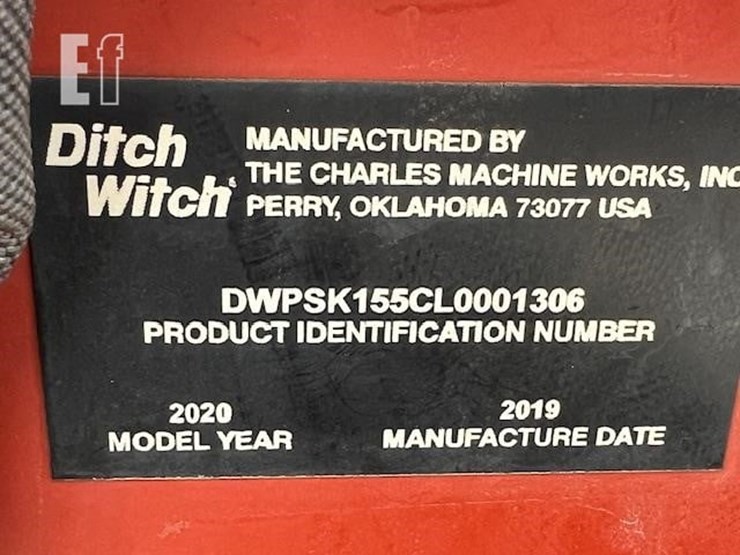 Ef
Ditch Witch
MANUFACTURED BY
THE CHARLES MACHINE WORKS, INC
PERRY, OKLAHOMA 73077 USA
DWPSK155CL0001306
PRODUCT IDENTIFICATION NUMBER
2020
MODEL YEAR
2019
MANUFACTURE DATE